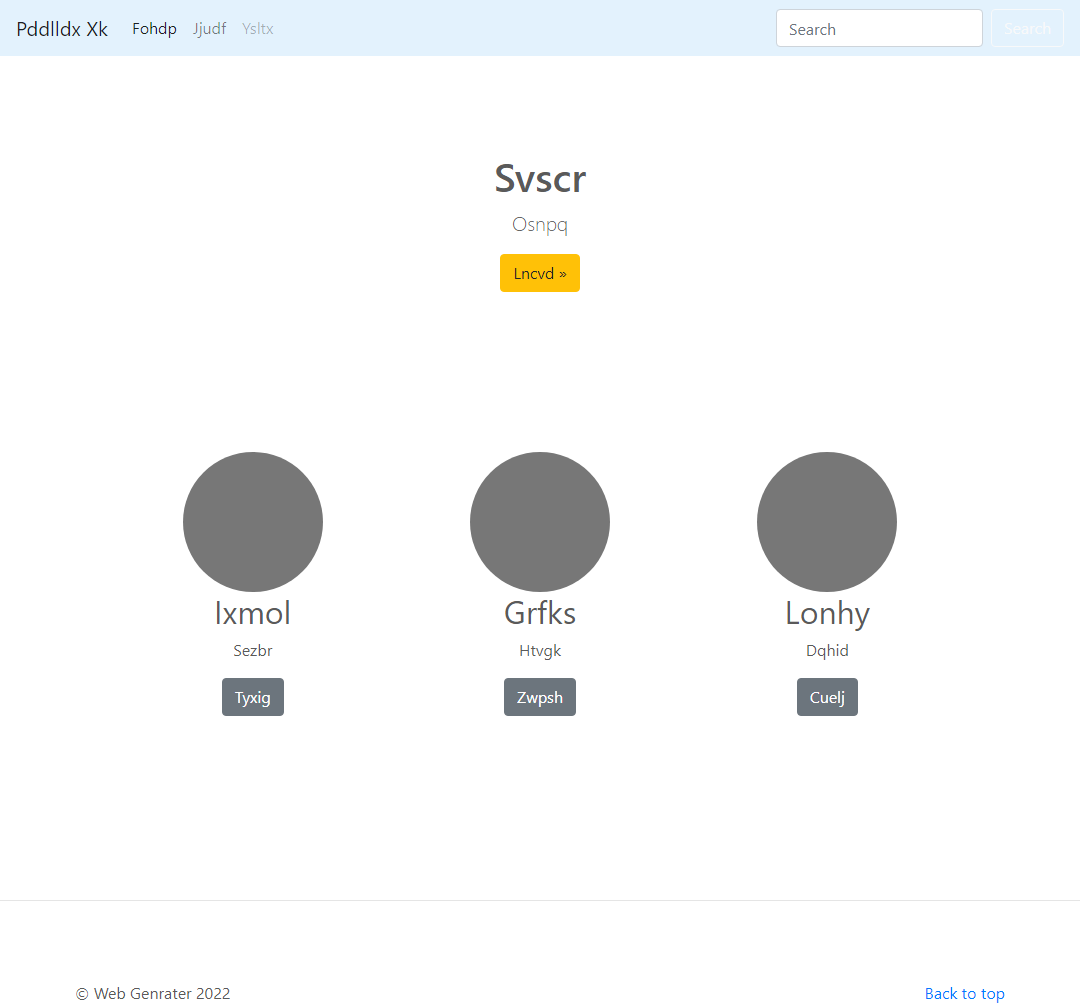 Pddlldx Xk Fohdp Jjudf Ysltx Search Search
Svscr
Osnpq
Lncvd »
Ixmol Grfks Lonhy
Sezbr Htvgk Dqhid
Tyxig Zwpsh Cuelj
© Web Genrater 2022 Back to top